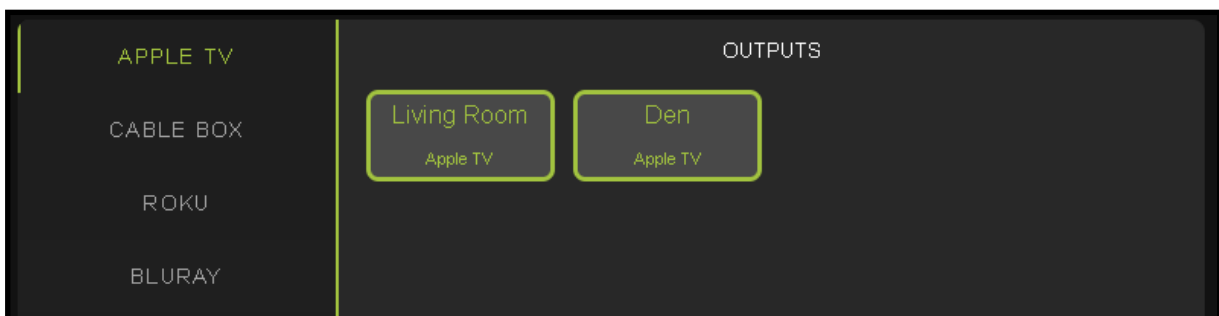 APPLE TV
CABLE BOX
ROKU
BLURAY
OUTPUTS
Living Room
Apple TV
Den
Apple TV